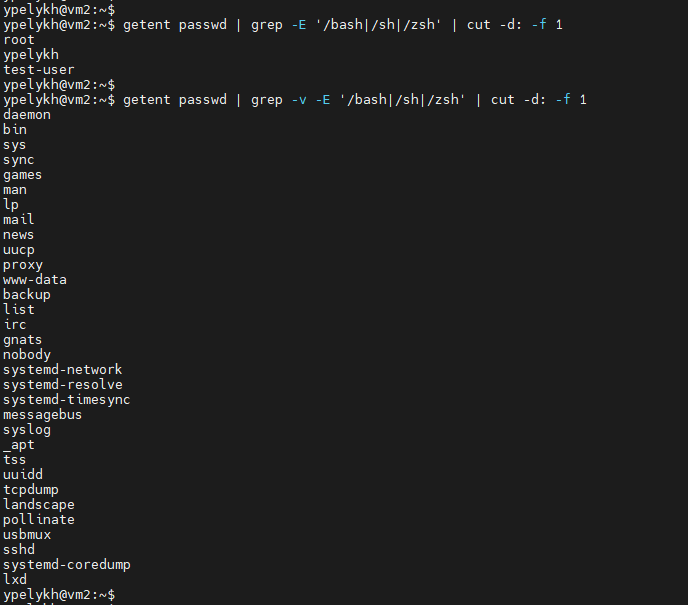 ypelykh@vm2:~$
ypelykh@vm2:~$ getent passwd | grep -E '/bash|/sh|/zsh' | cut -d: -f 1
root
ypelykh
test-user
ypelykh@vm2:~$
ypelykh@vm2:~$ getent passwd | grep -v -E '/bash|/sh|/zsh' | cut -d: -f 1
daemon
bin
sys
sync
games
man
lp
mail
news
uucp
proxy
www-data
backup
list
irc
gnats
nobody
systemd-network
systemd-resolve
systemd-timesync
messagebus
syslog
_apt
tss
uuidd
tcpdump
landscape
pollinate
usbmux
sshd
systemd-coredump
lxd
ypelykh@vm2:~$